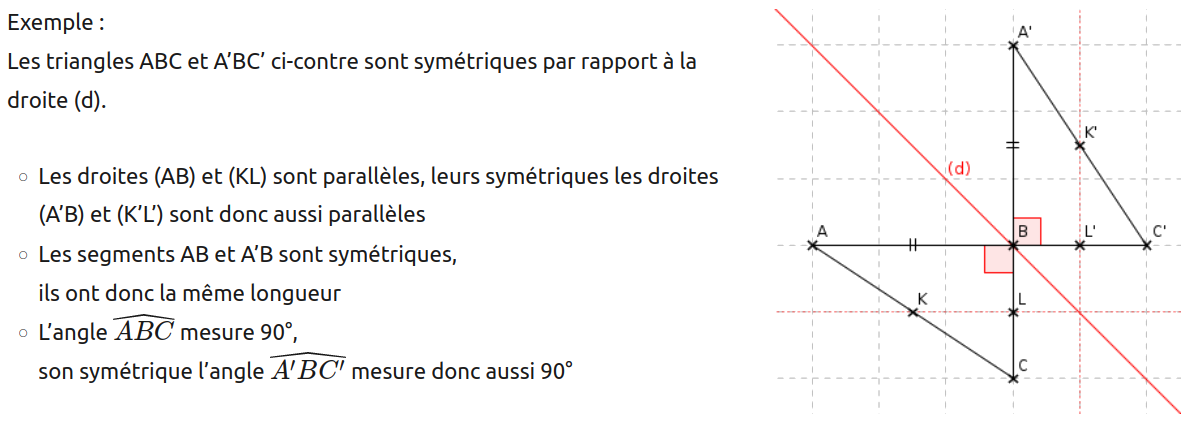 Exemple :
Les triangles ABC et A’BC’ ci-contre sont symétriques par rapport à la
droite (d).
◦ Les droites (AB) et (KL) sont parallèles, leurs symétriques les droites
(A’B) et (K’L’) sont donc aussi parallèles
◦ Les segments AB et A’B sont symétriques,
ils ont donc la même longueur
◦ L’angle ABC mesure 90°,
son symétrique l’angle A'BC' mesure donc aussi 90°
A'
K'
(d)
A
B
L'
C'
K
L
C